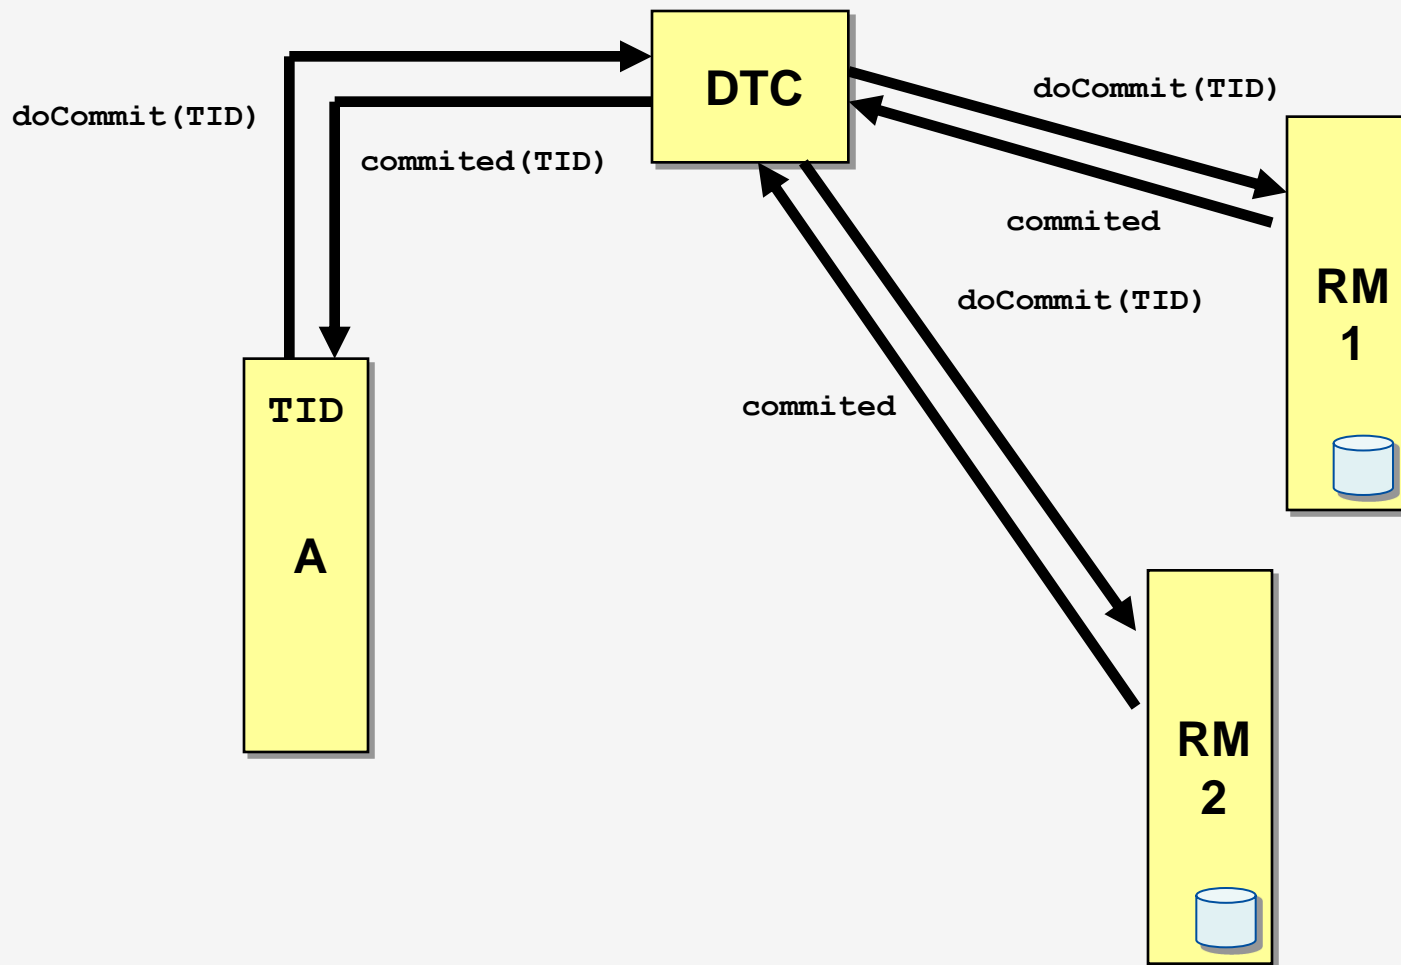 DTC
doCommit(TID)
doCommit(TID)
commited(TID)
commited
RM
1
doCommit(TID)
commited
TID
A
RM
2